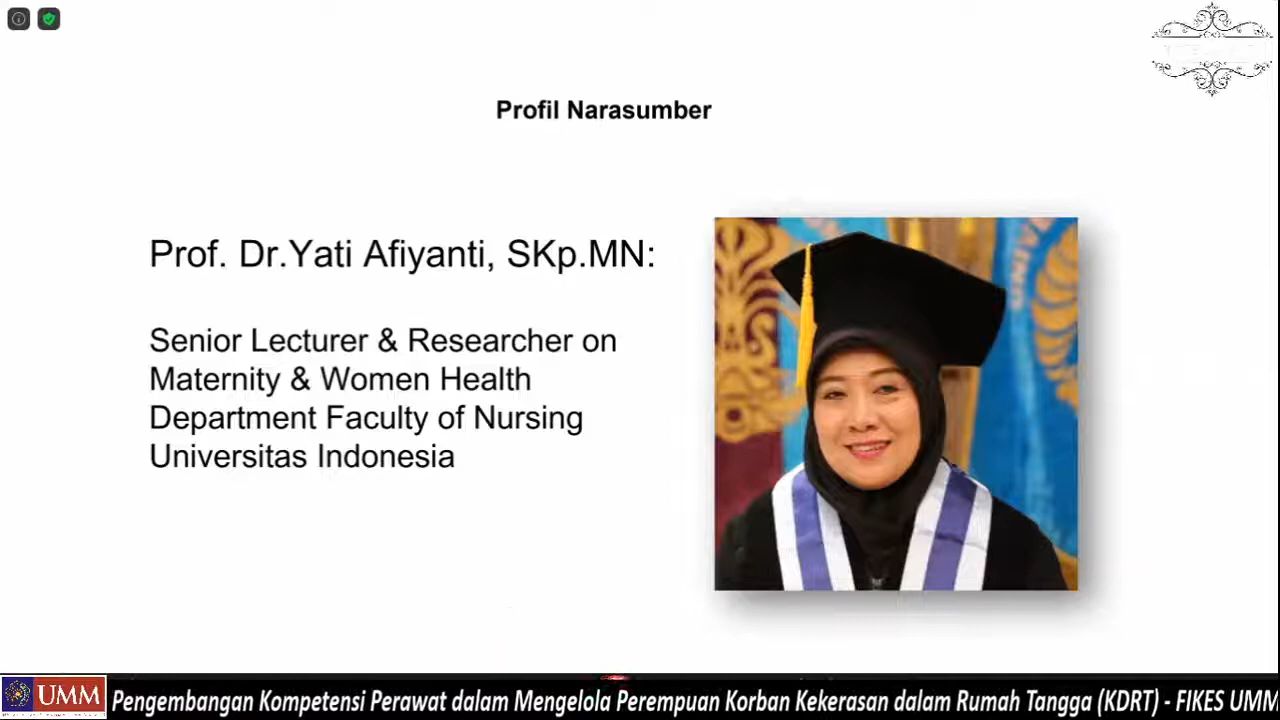 Profil Narasumber
Prof. Dr.Yati Afiyanti, SKp.MN:
Senior Lecturer & Researcher on
Maternity & Women Health
Department Faculty of Nursing
Universitas Indonesia
UMM
Pengembangan Kompetensi Perawat dalam Mengelola Perempuan Korban Kekerasan dalam Rumah Tangga (KDRT) - FIKES UMM